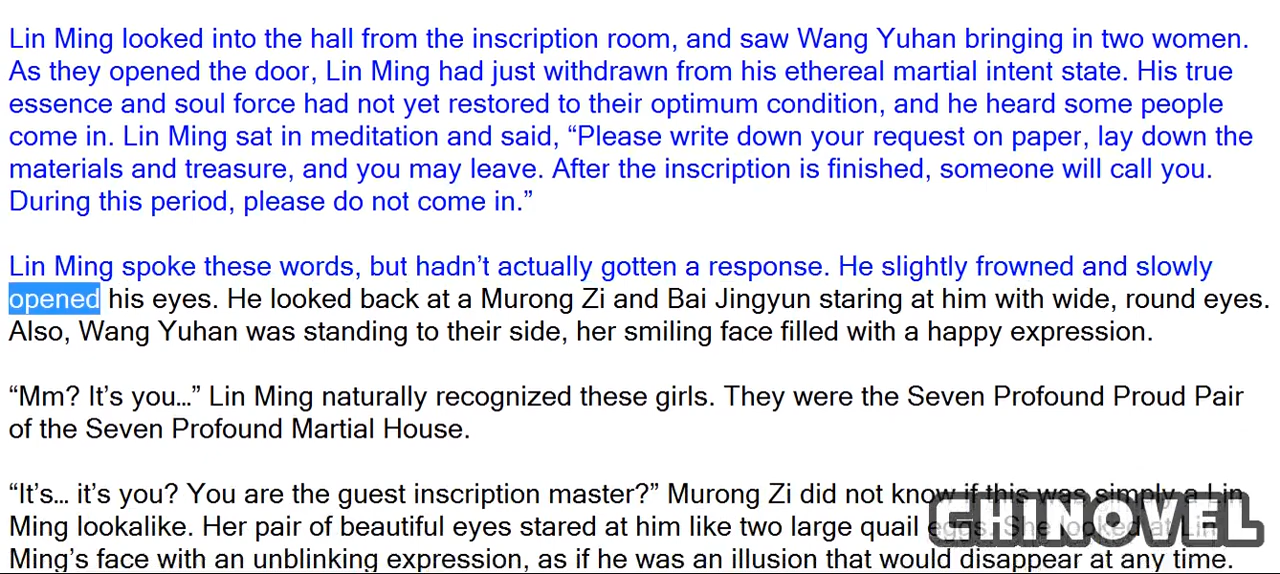 Lin Ming looked into the hall from the inscription room, and saw Wang Yuhan bringing in two women.
As they opened the door, Lin Ming had just withdrawn from his ethereal martial intent state. His true
essence and soul force had not yet restored to their optimum condition, and he heard some people
come in. Lin Ming sat in meditation and said, “Please write down your request on paper, lay down the
materials and treasure, and you may leave. After the inscription is finished, someone will call you.
During this period, please do not come in.”
Lin Ming spoke these words, but hadn’t actually gotten a response. He slightly frowned and slowly
opened his eyes. He looked back at a Murong Zi and Bai Jingyun staring at him with wide, round eyes.
Also, Wang Yuhan was standing to their side, her smiling face filled with a happy expression.
“Mm? It’s you…” Lin Ming naturally recognized these girls. They were the Seven Profound Proud Pair
of the Seven Profound Martial House.
“It’s… it’s you? You are the guest inscription master?” Murong Zi did not know if this was simply a Lin
Ming lookalike. Her pair of beautiful eyes stared at him like two large quail eggs. She looked at Lin
Ming’s face with an unblinking expression, as if he was an illusion that would disappear at any time.
CHINOVEL